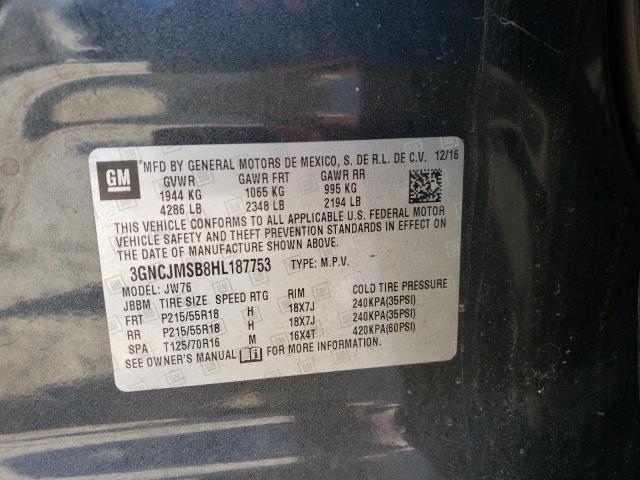 GM
*MFD BY GENERAL MOTORS DE MEXICO, S. DE R.L. DE C.V. 12/16
GVWR GAWR FRT GAWR RR
1944 KG 1065 KG 995 KG
4286 LB 2348 LB 2194 LB
THIS VEHICLE CONFORMS TO ALL APPLICABLE U.S. FEDERAL MOTOR
VEHICLE SAFETY AND THEFT PREVENTION STANDARDS IN EFFECT ON
THE DATE OF MANUFACTURE SHOWN ABOVE.
3GNCJMSB8HL187753 TYPE: M.P.V.
MODEL: JW76
JBBM TIRE SIZE SPEED RTG RIM COLD TIRE PRESSURE
FRT P215/55R18 H 18X7J 240KPA(35PSI)
RR P215/55R18 H 18X7J 240KPA(35PSI)
SPA T125/70R16 M 16X4T 420KPA(60PSI)
SEE OWNER'S MANUAL